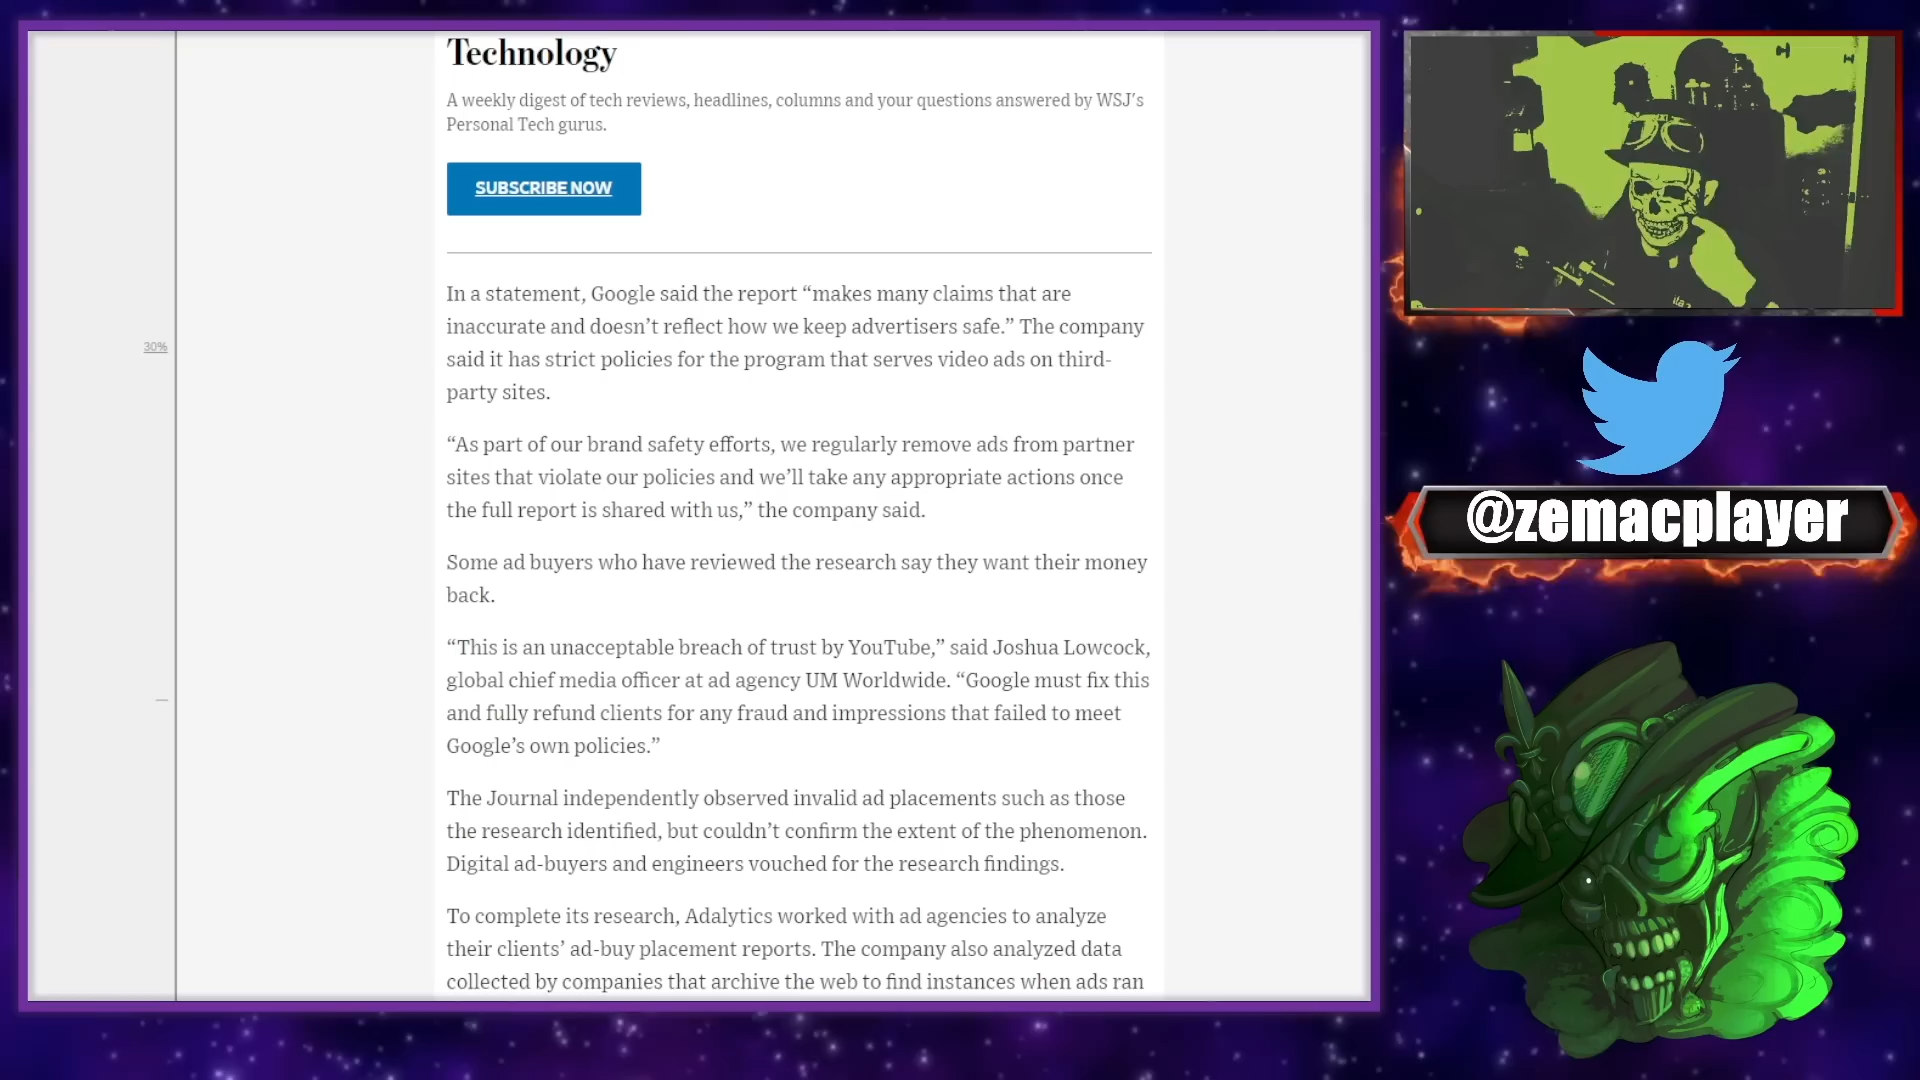 Technology
A weekly digest of tech reviews, headlines, columns and your questions answered by WSJ's
Personal Tech gurus.
SUBSCRIBE NOW
In a statement, Google said the report “makes many claims that are
inaccurate and doesn’t reflect how we keep advertisers safe.” The company
said it has strict policies for the program that serves video ads on third-
party sites.
30%
“As part of our brand safety efforts, we regularly remove ads from partner
sites that violate our policies and we’ll take any appropriate actions once
the full report is shared with us,” the company said.
Some ad buyers who have reviewed the research say they want their money
back.
“This is an unacceptable breach of trust by YouTube,” said Joshua Lowcock,
global chief media officer at ad agency UM Worldwide. “Google must fix this
and fully refund clients for any fraud and impressions that failed to meet
Google’s own policies.”
The Journal independently observed invalid ad placements such as those
the research identified, but couldn’t confirm the extent of the phenomenon.
Digital ad-buyers and engineers vouched for the research findings.
To complete its research, Adalytics worked with ad agencies to analyze
their clients’ ad-buy placement reports. The company also analyzed data
collected by companies that archive the web to find instances when ads ran
@zemacplayer